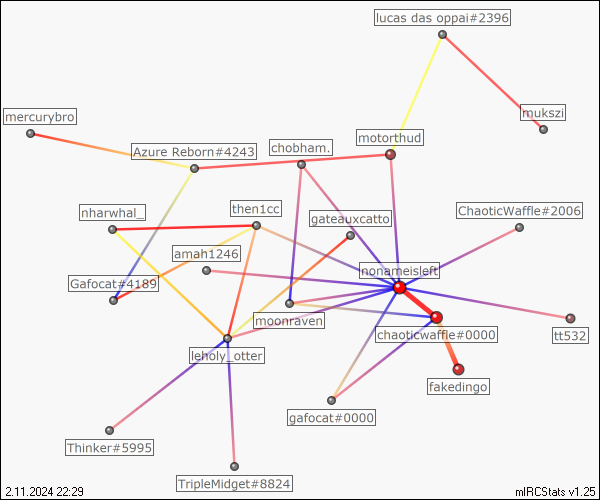 lucas das oppai#2396
mukszi
mercurybro
motorthud
chobham.
Azure Reborn#4243
nharwhal_
then1cc
ChaoticWaffle#2006
gateauxcatto
amah1246
nonameisleft
Gafocat#4189
moonraven
chaoticwaffle#0000
tt532
leholy_otter
fakedingo
gafocat#0000
Thinker#5995
TripleMidget#8824
2.11.2024 22:29
mIRCStats v1.25